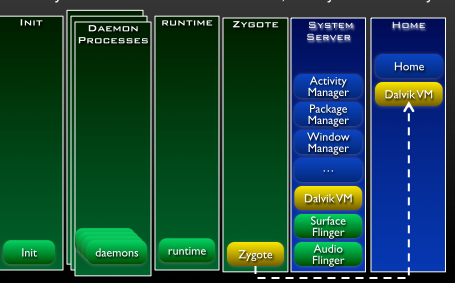 INIT
DAEMON
PROCESSES
RUNTIME
ZYGOTE
SYSTEM
SERVER
HOME
Activity
Manager
Package
Manager
Window
Manager
...
Dalvik VM
Surface
Flinger
Audio
Flinger
Home
Dalvik VM
Init
daemons
runtime
Zygote